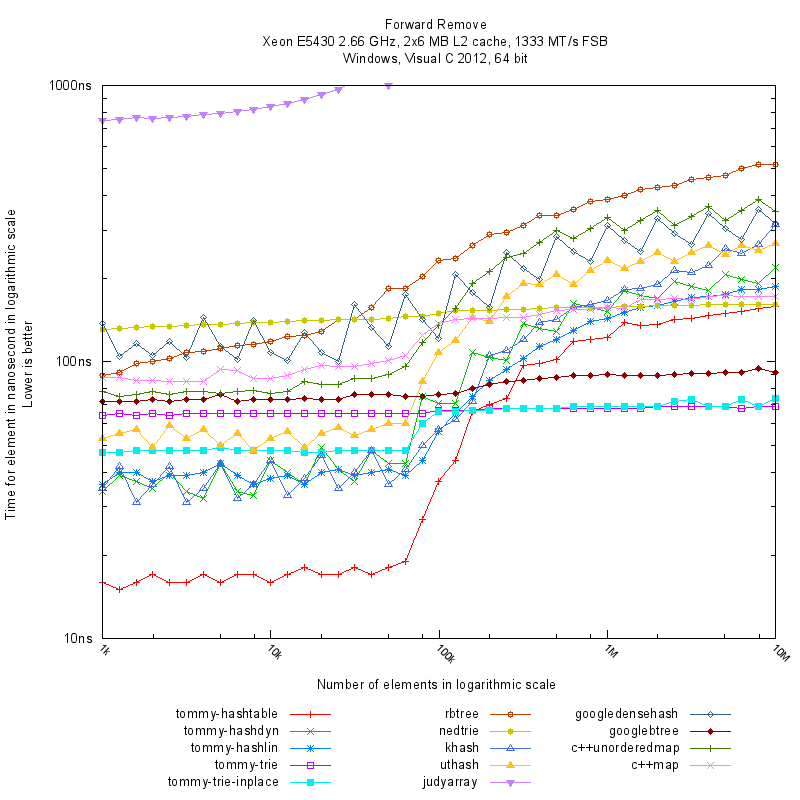 Forward Remove
Xeon E5430 2.66 GHz, 2x6 MB L2 cache, 1333 MT/s FSB
Windows, Visual C 2012, 64 bit
1000ns
100ns
10ns
Time for element in nanosecond in logarithmic scale
Lower is better
1k
10k
100k
1M
10M
Number of elements in logarithmic scale
tommy-hashtable
tommy-hashdyn
tommy-hashlin
tommy-trie
tommy-trie-inplace
rbtree
nedtrie
khash
uthash
judyarray
googledensehash
googlebtree
c++unorderedmap
c++map